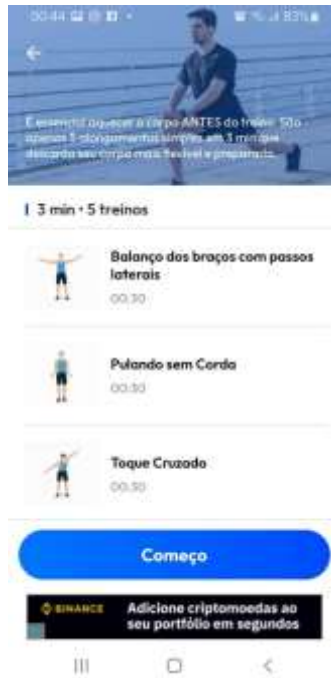 00:44
83%
É essencial aquecer o corpo ANTES do treino. São
apenas 5 alongamentos simples em 3 min que
deixarão seu corpo mais flexível e preparado.
3 min • 5 treinos
Balanço dos braços com passos
laterais
00:30
Pulando sem Corda
00:30
Toque Cruzado
00:30
Começo
BINANCE
Adicione criptomoedas ao
seu portfólio em segundos